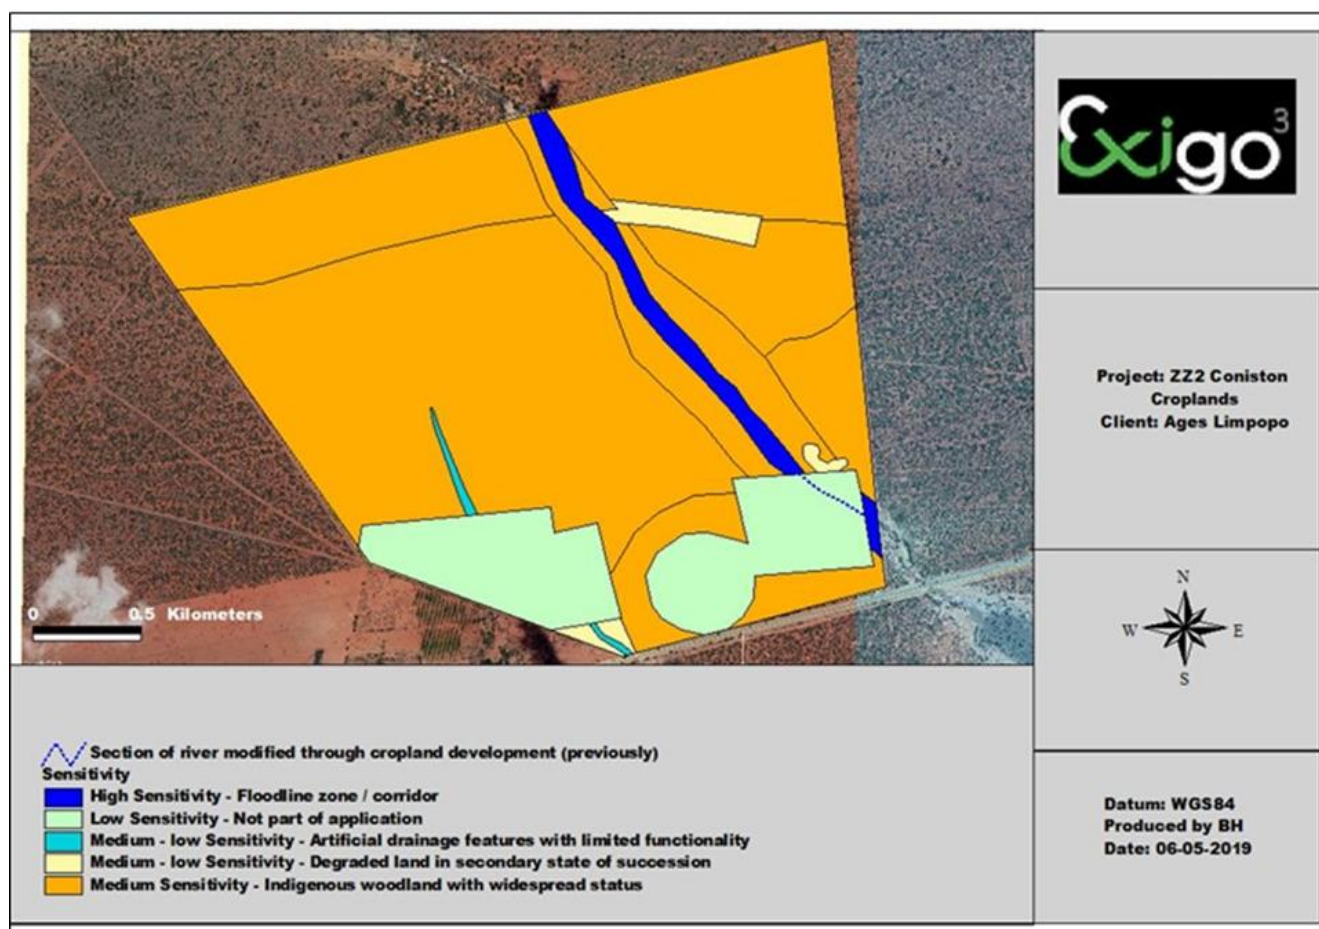 Exigo 3
Project: ZZ2 Coniston
Croplands
Client: Ages Limpopo
N
W E
S
0 0.5 Kilometers
Section of river modified through cropland development (previously)
Sensitivity
High Sensitivity - Floodline zone / corridor
Low Sensitivity - Not part of application
Medium - low Sensitivity - Artificial drainage features with limited functionality
Medium - low Sensitivity - Degraded land in secondary state of succession
Medium Sensitivity - Indigenous woodland with widespread status
Datum: WGS84
Produced by BH
Date: 06-05-2019